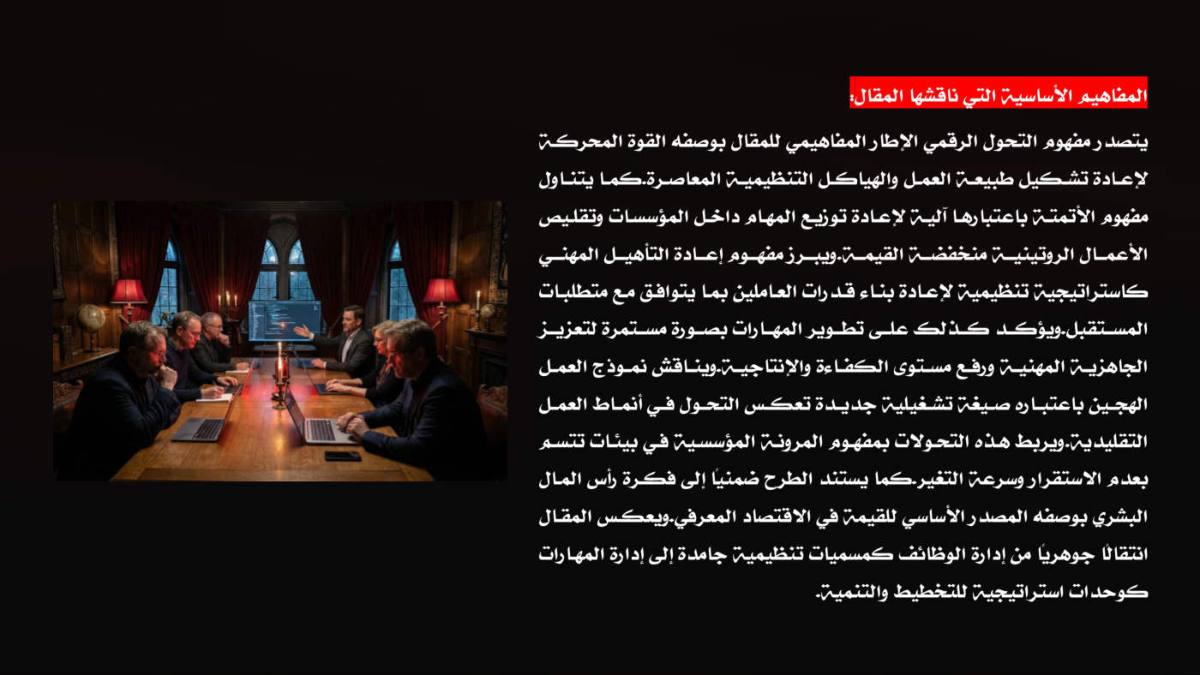 المفاهيم الأساسية التي ناقشها المقال:
يتصدر مفهوم التحول الرقمي الإطار المفاهيمي للمقال بوصفه القوة المحركة
لإعادة تشكيل طبيعة العمل والهياكل التنظيمية المعاصرة.كما يتناول
مفهوم الأتمتة باعتبارها آلية لإعادة توزيع المهام داخل المؤسسات وتقليص
الأعمال الروتينية منخفضة القيمة.ويبرز مفهوم إعادة التأهيل المهني
كاستراتيجية تنظيمية لإعادة بناء قدرات العاملين بما يتوافق مع متطلبات
المستقبل.ويؤكد كذلك على تطوير المهارات بصورة مستمرة لتعزيز
الجاهزية المهنية ورفع مستوى الكفاءة والإنتاجية.ويناقش نموذج العمل
الهجين باعتباره صيغة تشغيلية جديدة تعكس التحول في أنماط العمل
التقليدية.ويربط هذه التحولات بمفهوم المرونة المؤسسية في بيئات تتسم
بعدم الاستقرار وسرعة التغير.كما يستند الطرح ضمنيًا إلى فكرة رأس المال
البشري بوصفه المصدر الأساسي للقيمة في الاقتصاد المعرفي.ويعكس المقال
انتقالًا جوهريًا من إدارة الوظائف كمسميات تنظيمية جامدة إلى إدارة المهارات
كوحدات استراتيجية للتخطيط والتنمية.